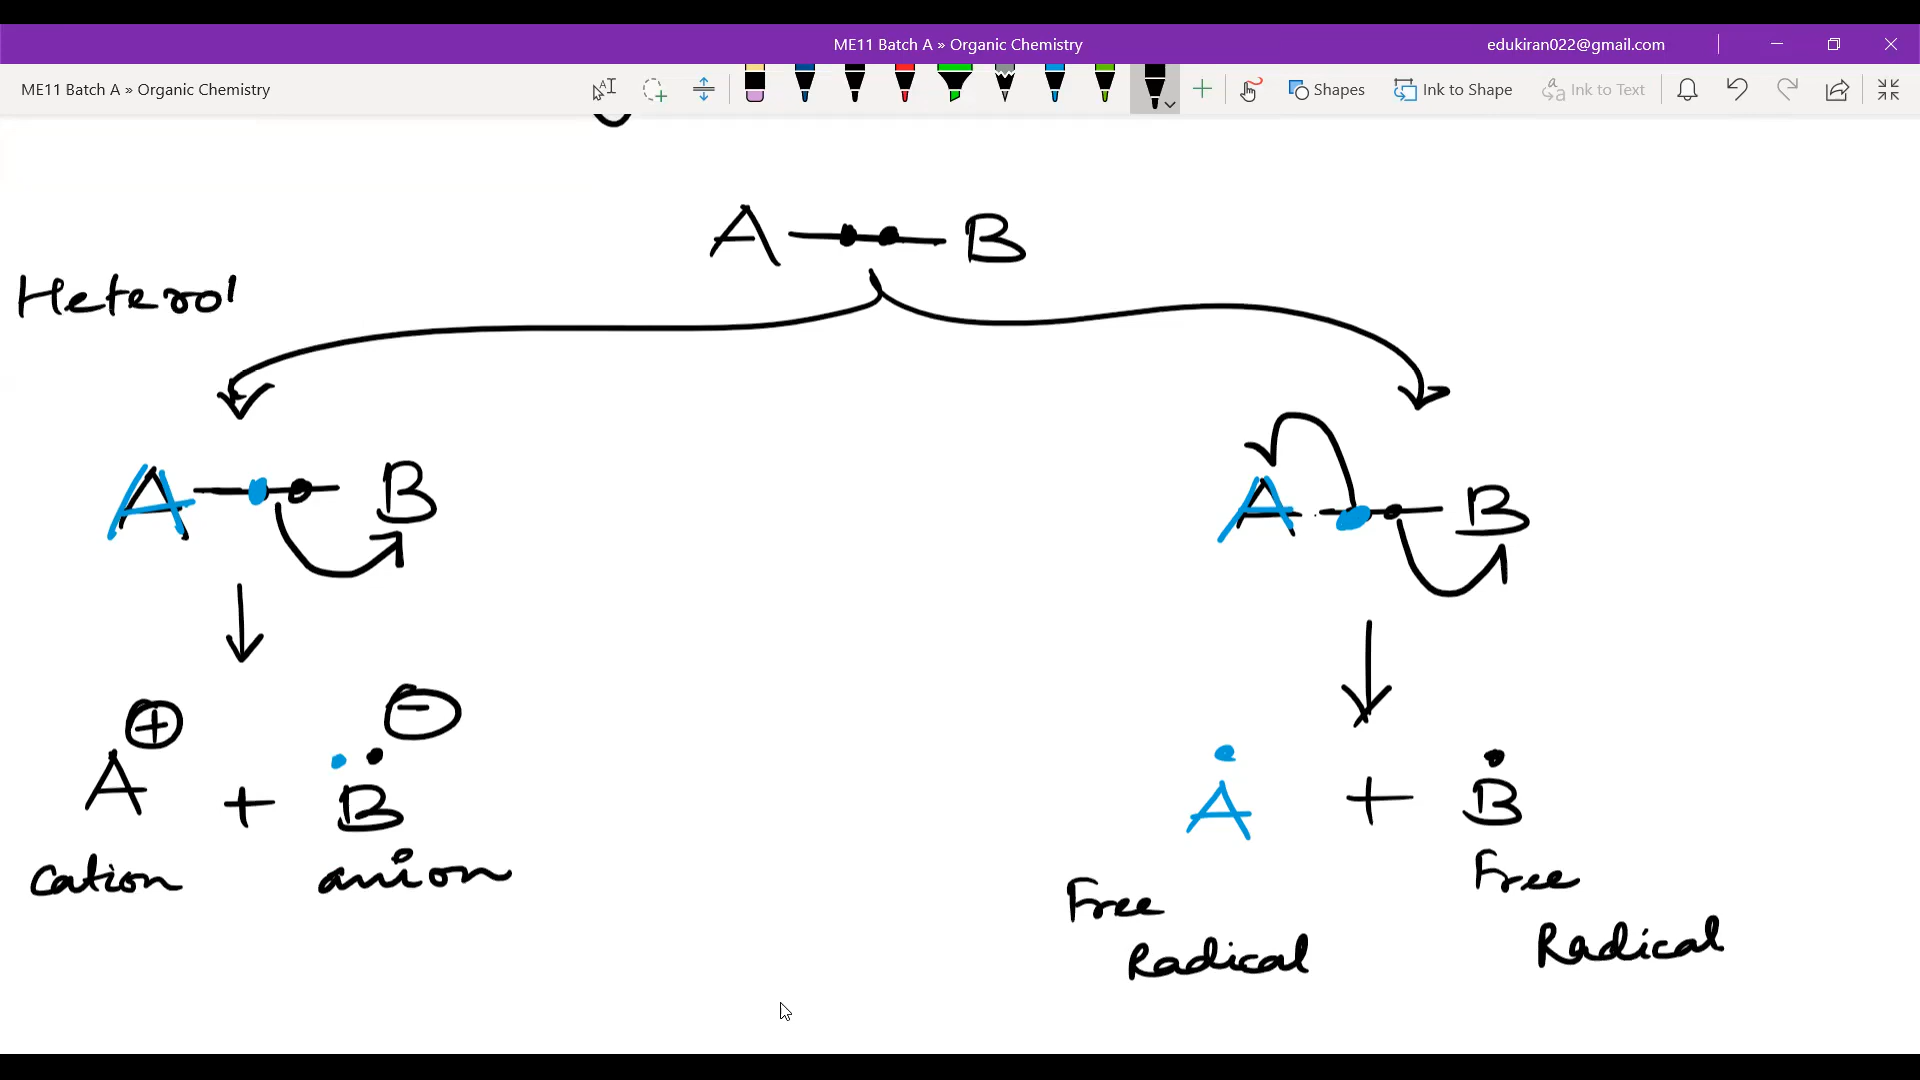 ME11 Batch A » Organic Chemistry
edukiran022@gmail.com
ME11 Batch A » Organic Chemistry
Shapes
Ink to Shape
Ink to Text
A — B
Heterol
A — B
A — B
A ⊕ + B ⊖
cation anion
A + B
Free Radical
Free Radical